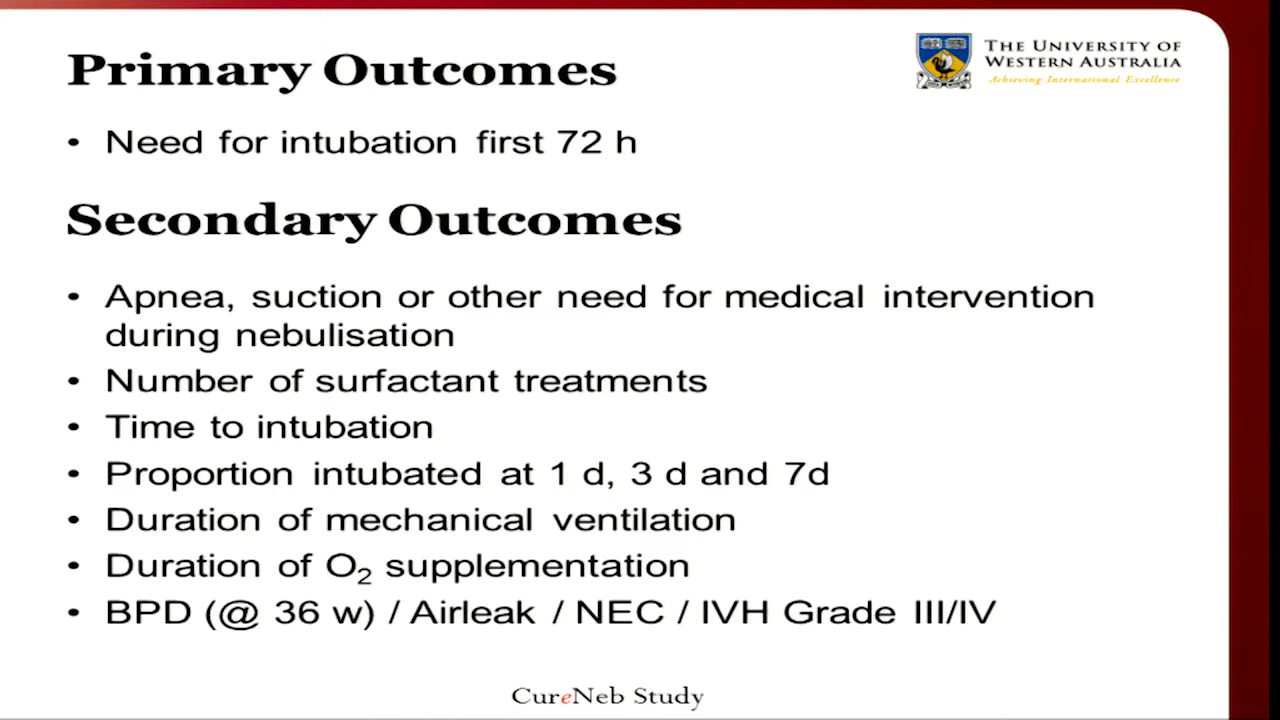 Primary Outcomes
THE UNIVERSITY OF
WESTERN AUSTRALIA
Achieving International Excellence
• Need for intubation first 72 h
Secondary Outcomes
• Apnea, suction or other need for medical intervention
during nebulisation
• Number of surfactant treatments
• Time to intubation
• Proportion intubated at 1 d, 3 d and 7d
• Duration of mechanical ventilation
• Duration of O₂ supplementation
• BPD (@ 36 w) / Airleak / NEC / IVH Grade III/IV
CureNeb Study